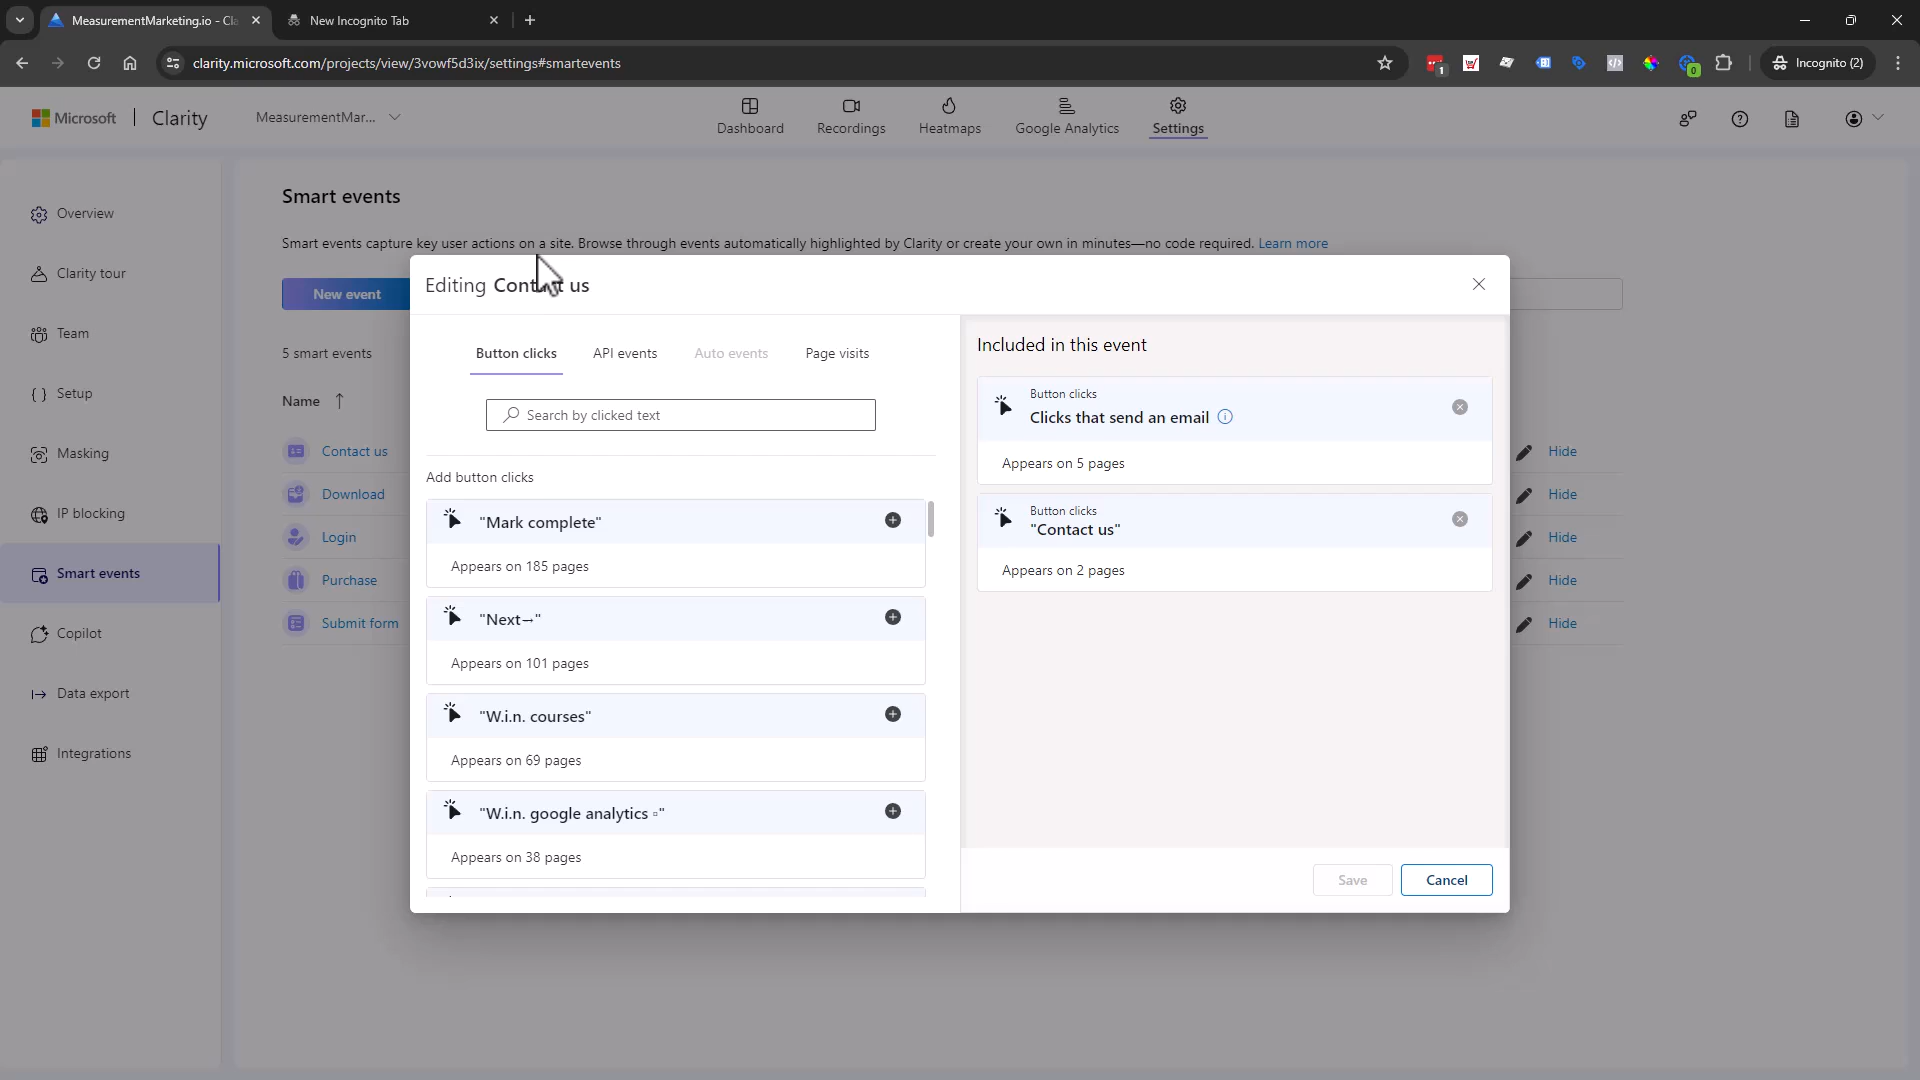 MeasurementMarketing.io - Cla
New Incognito Tab
clarity.microsoft.com/projects/view/3vowf5d3ix/settings#smartevents
1
0
Incognito (2)
Microsoft
Clarity
MeasurementMar...
Dashboard
Recordings
Heatmaps
Google Analytics
Settings
Overview
Clarity tour
Team
Setup
Masking
IP blocking
Smart events
Copilot
Data export
Integrations
Smart events
Smart events capture key user actions on a site. Browse through events automatically highlighted by Clarity or create your own in minutes—no code required. Learn more
New event
5 smart events
Name
Contact us
Hide
Download
Hide
Login
Hide
Purchase
Hide
Submit form
Hide
Editing Contact us
Button clicks
API events
Auto events
Page visits
Search by clicked text
Add button clicks
"Mark complete"
Appears on 185 pages
"Next→"
Appears on 101 pages
"W.i.n. courses"
Appears on 69 pages
"W.i.n. google analytics ▫"
Appears on 38 pages
Included in this event
Button clicks
Clicks that send an email
Appears on 5 pages
Button clicks
"Contact us"
Appears on 2 pages
Save
Cancel